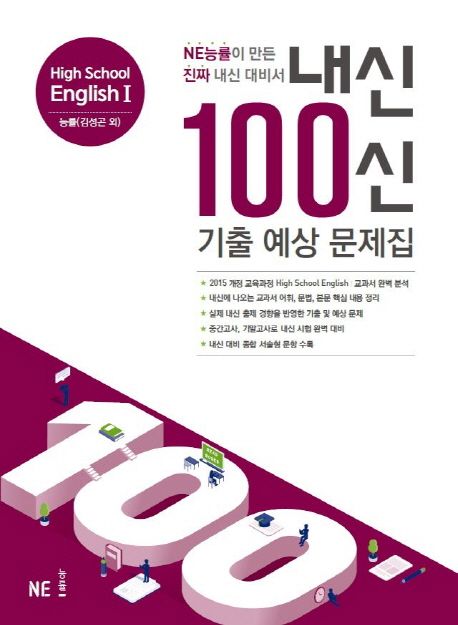 High School
English I
능률(김성곤 외)
NE능률이 만든
진짜 내신 대비서
내신
100신
기출 예상 문제집
★ 2015 개정 교육과정 High School English I 교과서 완벽 분석
★ 내신에 나오는 교과서 어휘, 문법, 본문 핵심 내용 정리
★ 실제 내신 출제 경향을 반영한 기출 및 예상 문제
★ 중간고사, 기말고사로 내신 시험 완벽 대비
★ 내신 대비 종합 서술형 문항 수록
100
READ
NE 능률